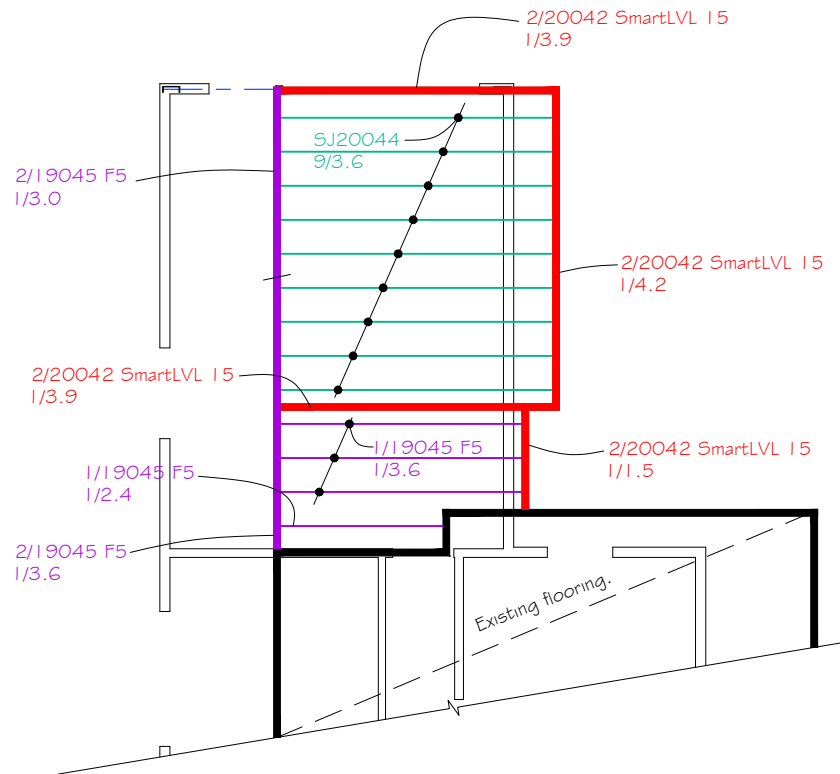 2/20042 SmartLVL 15
1/3.9
SJ20044
9/3.6
2/19045 F5
1/3.0
2/20042 SmartLVL 15
1/4.2
2/20042 SmartLVL 15
1/3.9
1/19045 F5
1/3.6
2/20042 SmartLVL 15
1/1.5
1/19045 F5
1/2.4
2/19045 F5
1/3.6
Existing flooring.